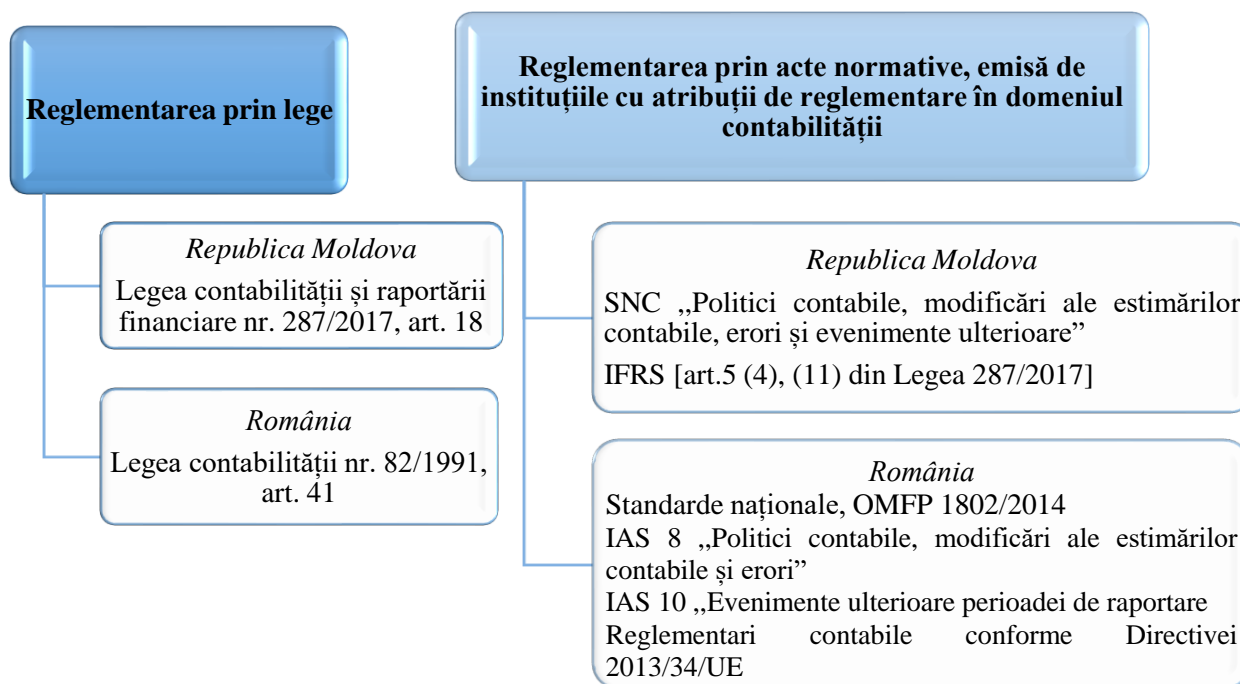 Reglementarea prin lege
Republica Moldova
Legea contabilității și raportării
financiare nr. 287/2017, art. 18
România
Legea contabilității nr. 82/1991,
art. 41
Reglementarea prin acte normative, emisă de
instituțiile cu atribuții de reglementare în domeniul
contabilității
Republica Moldova
SNC ,,Politici contabile, modificări ale estimărilor
contabile, erori și evenimente ulterioare”
IFRS [art.5 (4), (11) din Legea 287/2017]
România
Standarde naționale, OMFP 1802/2014
IAS 8 ,,Politici contabile, modificări ale estimărilor
contabile și erori”
IAS 10 ,,Evenimente ulterioare perioadei de raportare
Reglementari contabile conforme Directivei
2013/34/UE